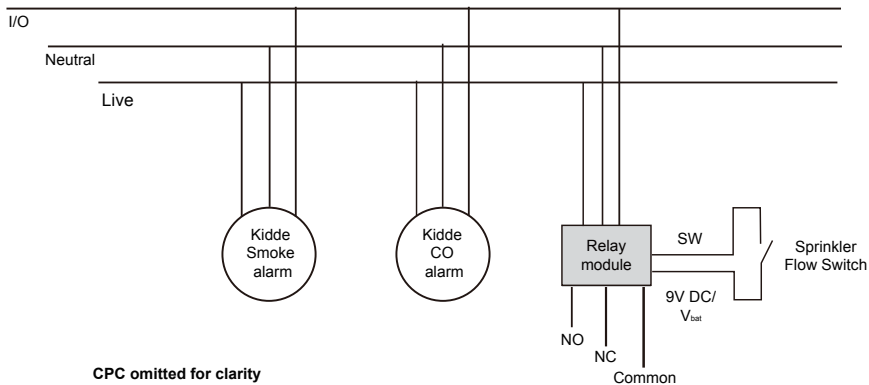 I/O
Neutral
Live
Kidde
Smoke
alarm
Kidde
CO
alarm
Relay
module
SW
9V DC/
Vbat
Sprinkler
Flow Switch
NO
NC
Common
CPC omitted for clarity